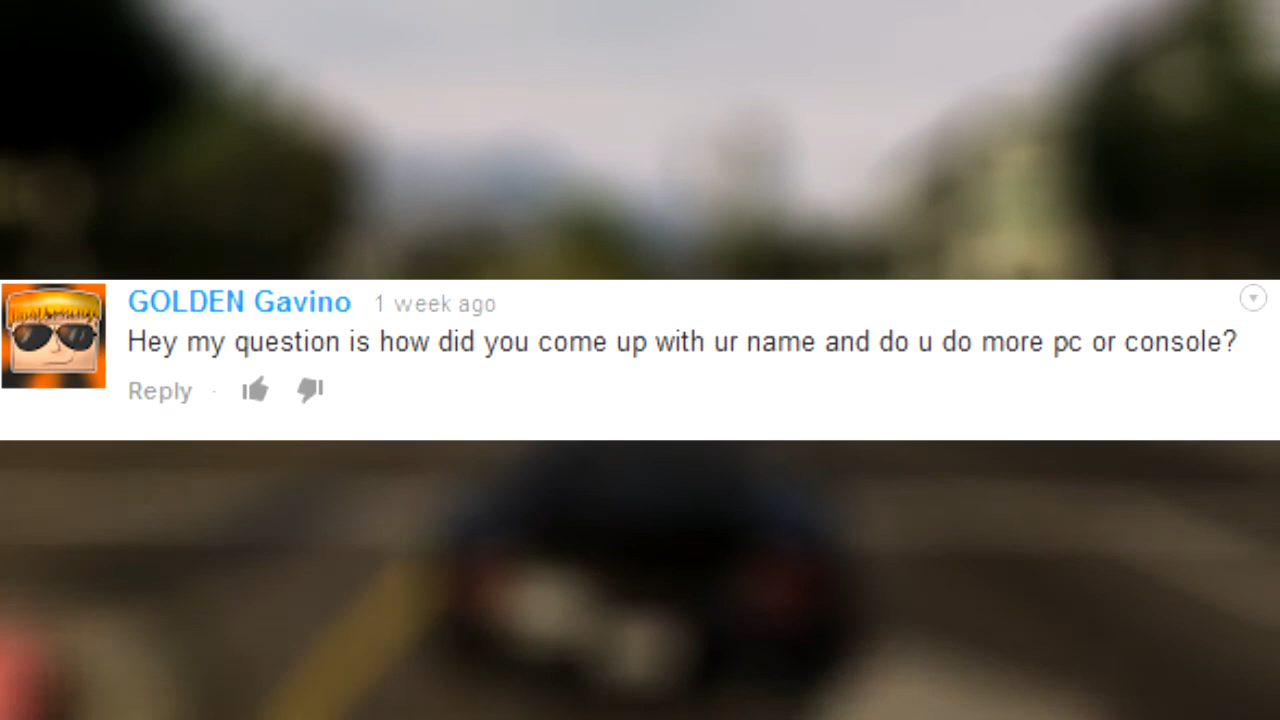 GOLDEN Gavino 1 week ago
Hey my question is how did you come up with ur name and do u do more pc or console?
Reply ·